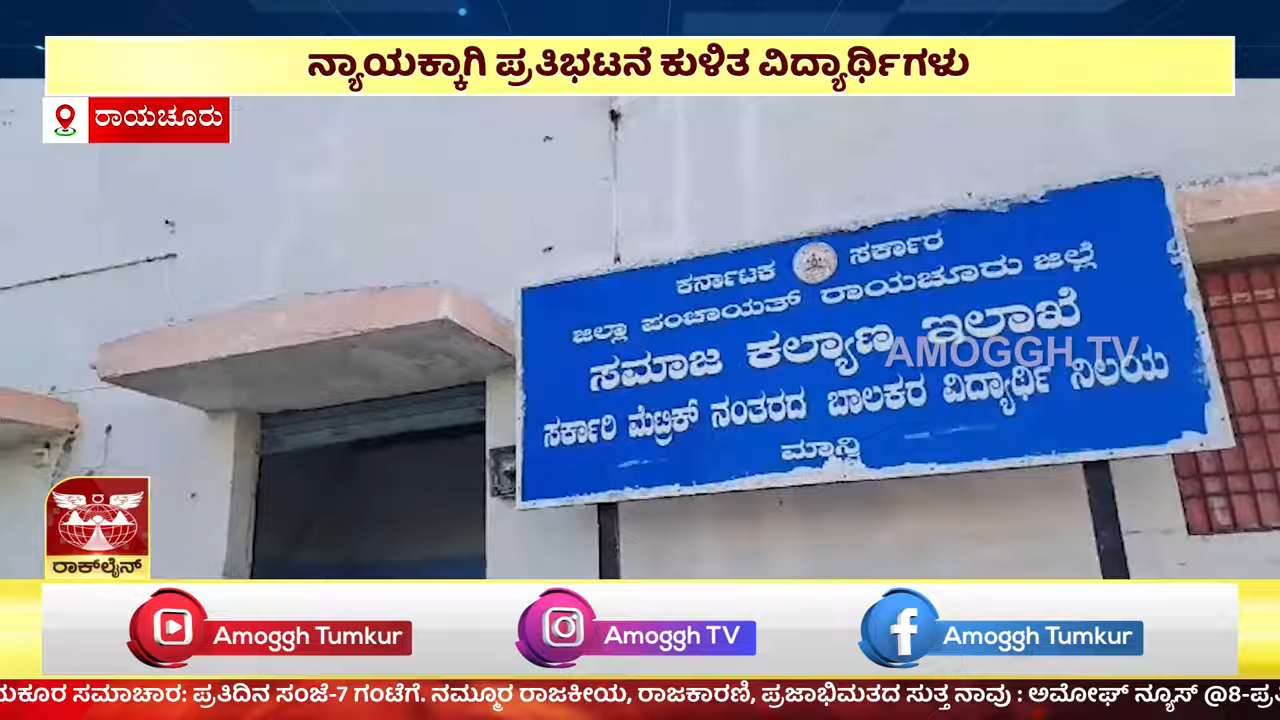 ನ್ಯಾಯಕ್ಕಾಗಿ ಪ್ರತಿಭಟನೆ ಕುಳಿತ ವಿದ್ಯಾರ್ಥಿಗಳು
ರಾಯಚೂರು
ಕರ್ನಾಟಕ ಸರ್ಕಾರ
ಜಿಲ್ಲಾ ಪಂಚಾಯತ್ ರಾಯಚೂರು ಜಿಲ್ಲೆ
ಸಮಾಜ ಕಲ್ಯಾಣ ಇಲಾಖೆ
AMOGGH TV
ಸರ್ಕಾರಿ ಮೆಟ್ರಿಕ್ ನಂತರದ ಬಾಲಕರ ವಿದ್ಯಾರ್ಥಿ ನಿಲಯ
ಮಾನ್ವಿ
ರ
ರಾಕ್‌ಲೈನ್
Amoggh Tumkur
Amoggh TV
Amoggh Tumkur
ಸಮಾಚಾರ: ಪ್ರತಿದಿನ ಸಂಜೆ-7 ಗಂಟೆಗೆ. ನಮ್ಮೂರ ರಾಜಕೀಯ, ರಾಜಕಾರಣಿ, ಪ್ರಜಾಭಿಮತದ ಸುತ್ತ ನಾವು : ಅಮೋಘ್ ನ್ಯೂಸ್ @8-